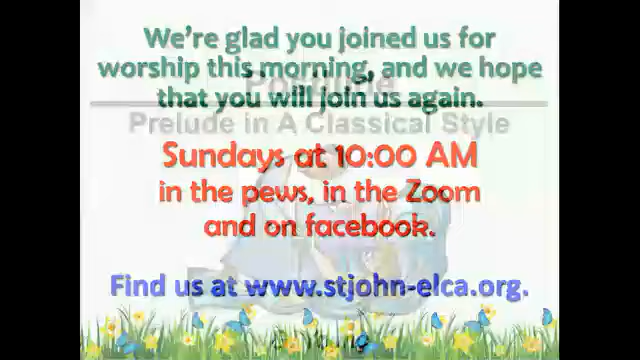 We're glad you joined us for
worship this morning, and we hope
that you will join us again.
Postlude
Prelude in A Classical Style
Sundays at 10:00 AM
in the pews, in the Zoom
and on facebook.
Find us at www.stjohn-elca.org.